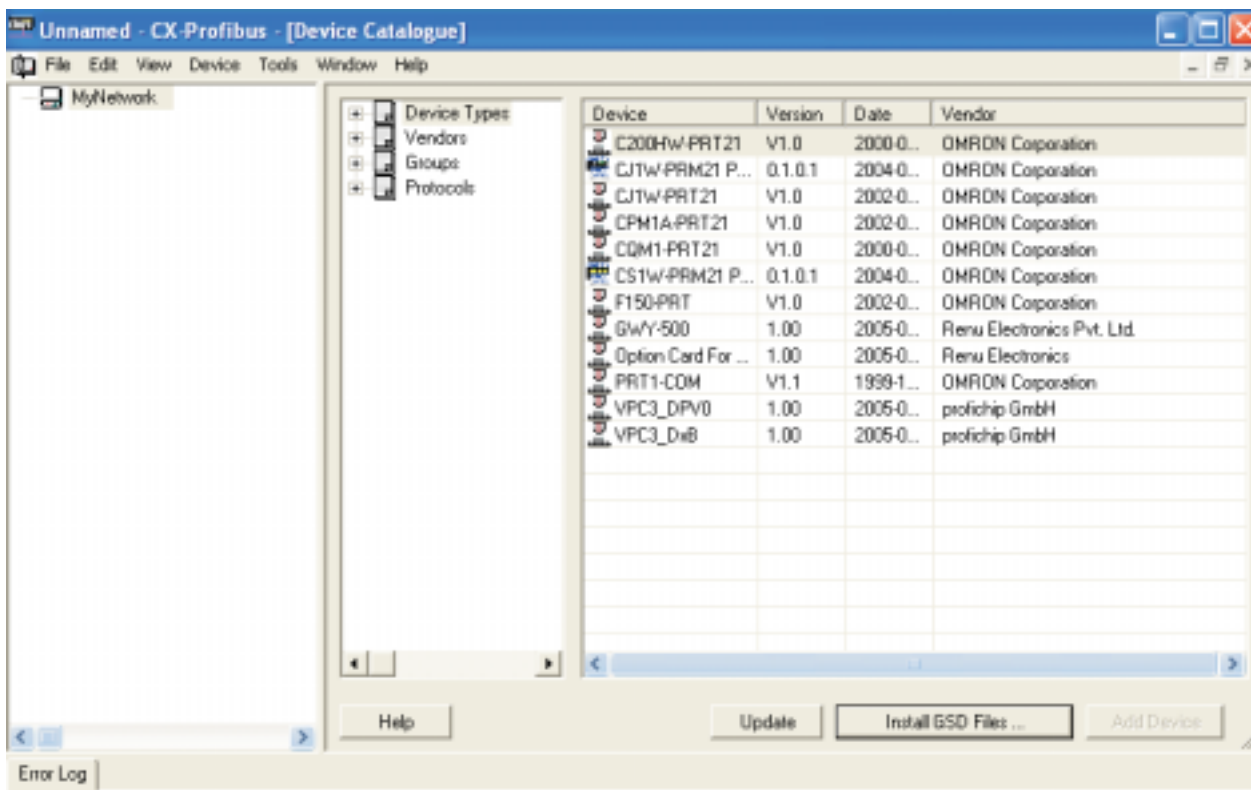 Unnamed - CX-Profibus - [Device Catalogue]
File Edit View Device Tools Window Help
MyNetwork
Device Types
Vendors
Groups
Protocols
Device Version Date Vendor
C200HW-PRT21 V1.0 2000-0... OMRON Corporation
CJ1W-PRM21 P... 0.1.0.1 2004-0... OMRON Corporation
CJ1W-PRT21 V1.0 2002-0... OMRON Corporation
CPM1A-PRT21 V1.0 2002-0... OMRON Corporation
CQM1-PRT21 V1.0 2000-0... OMRON Corporation
CS1W-PRM21 P... 0.1.0.1 2004-0... OMRON Corporation
F150-PRT V1.0 2002-0... OMRON Corporation
GWY-500 1.00 2005-0... Renu Electronics Pvt. Ltd.
Option Card For ... 1.00 2005-0... Renu Electronics
PRT1-COM V1.1 1999-1... OMRON Corporation
VPC3_DPV0 1.00 2005-0... profichip GmbH
VPC3_DxB 1.00 2005-0... profichip GmbH
Help Update Install GSD Files ... Add Device
Error Log